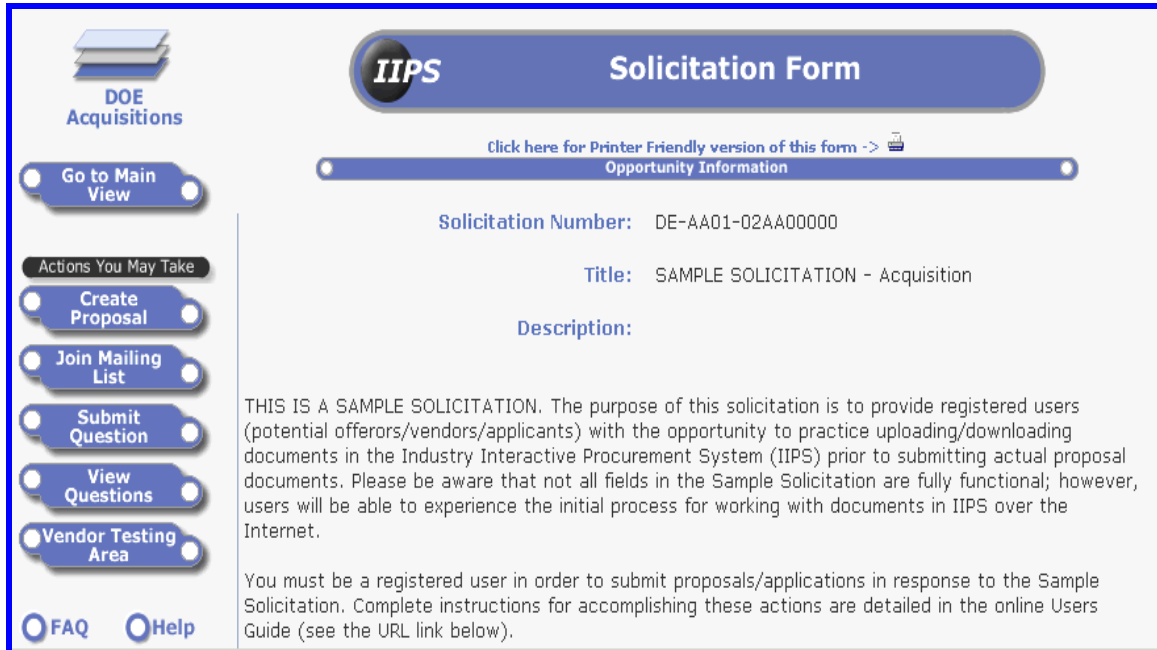 DOE
Acquisitions
Go to Main
View
Actions You May Take
Create
Proposal
Join Mailing
List
Submit
Question
View
Questions
Vendor Testing
Area
FAQ Help
IIPS Solicitation Form
Click here for Printer Friendly version of this form ->
Opportunity Information
Solicitation Number: DE-AA01-02AA00000
Title: SAMPLE SOLICITATION - Acquisition
Description:
THIS IS A SAMPLE SOLICITATION. The purpose of this solicitation is to provide registered users
(potential offerors/vendors/applicants) with the opportunity to practice uploading/downloading
documents in the Industry Interactive Procurement System (IIPS) prior to submitting actual proposal
documents. Please be aware that not all fields in the Sample Solicitation are fully functional; however,
users will be able to experience the initial process for working with documents in IIPS over the
Internet.
You must be a registered user in order to submit proposals/applications in response to the Sample
Solicitation. Complete instructions for accomplishing these actions are detailed in the online Users
Guide (see the URL link below).